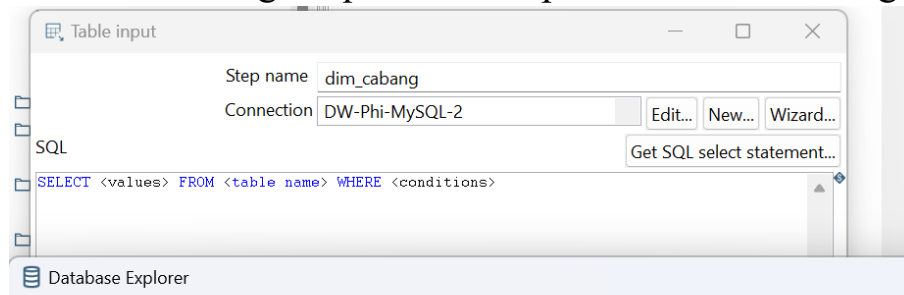 Table input
Step name dim_cabang
Connection DW-Phi-MySQL-2 Edit... New... Wizard...
SQL Get SQL select statement...
SELECT <values> FROM <table name> WHERE <conditions>
Database Explorer